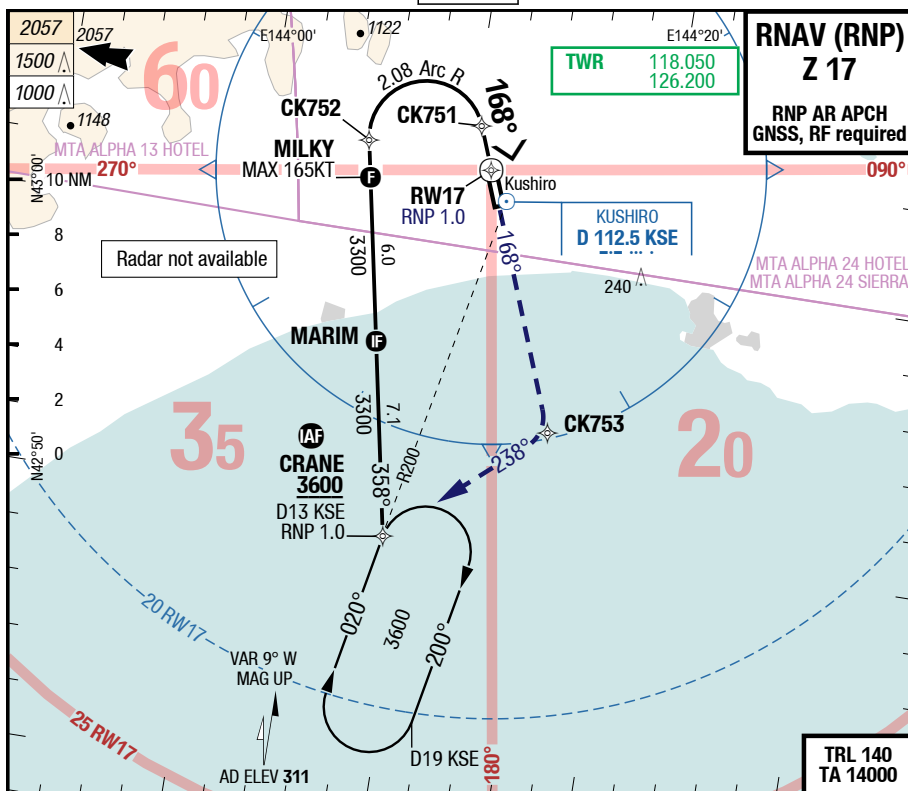 2057
2057
1500
1000
60
E144°00'
1122
TWR 118.050
126.200
E144°20'
RNAV (RNP)
Z 17
RNP AR APCH
GNSS, RF required
2.08 Arc R
CK752
CK751
168°
1148
MTA ALPHA 13 HOTEL
MILKY
MAX 165KT
F
270°
090°
N43°00'
10 NM
RW17
RNP 1.0
Kushiro
KUSHIRO
D 112.5 KSE
8
Radar not available
6.0
3300
168°
MTA ALPHA 24 HOTEL
MTA ALPHA 24 SIERRA
240
6
MARIM
IF
4
2
7.1
3300
35
20
CK753
0
N42°50'
IAF
CRANE
3600
D13 KSE
RNP 1.0
358°
R200
238°
020°
3600
200°
20 RW17
VAR 9° W
MAG UP
25 RW17
D19 KSE
180°
AD ELEV 311
TRL 140
TA 14000